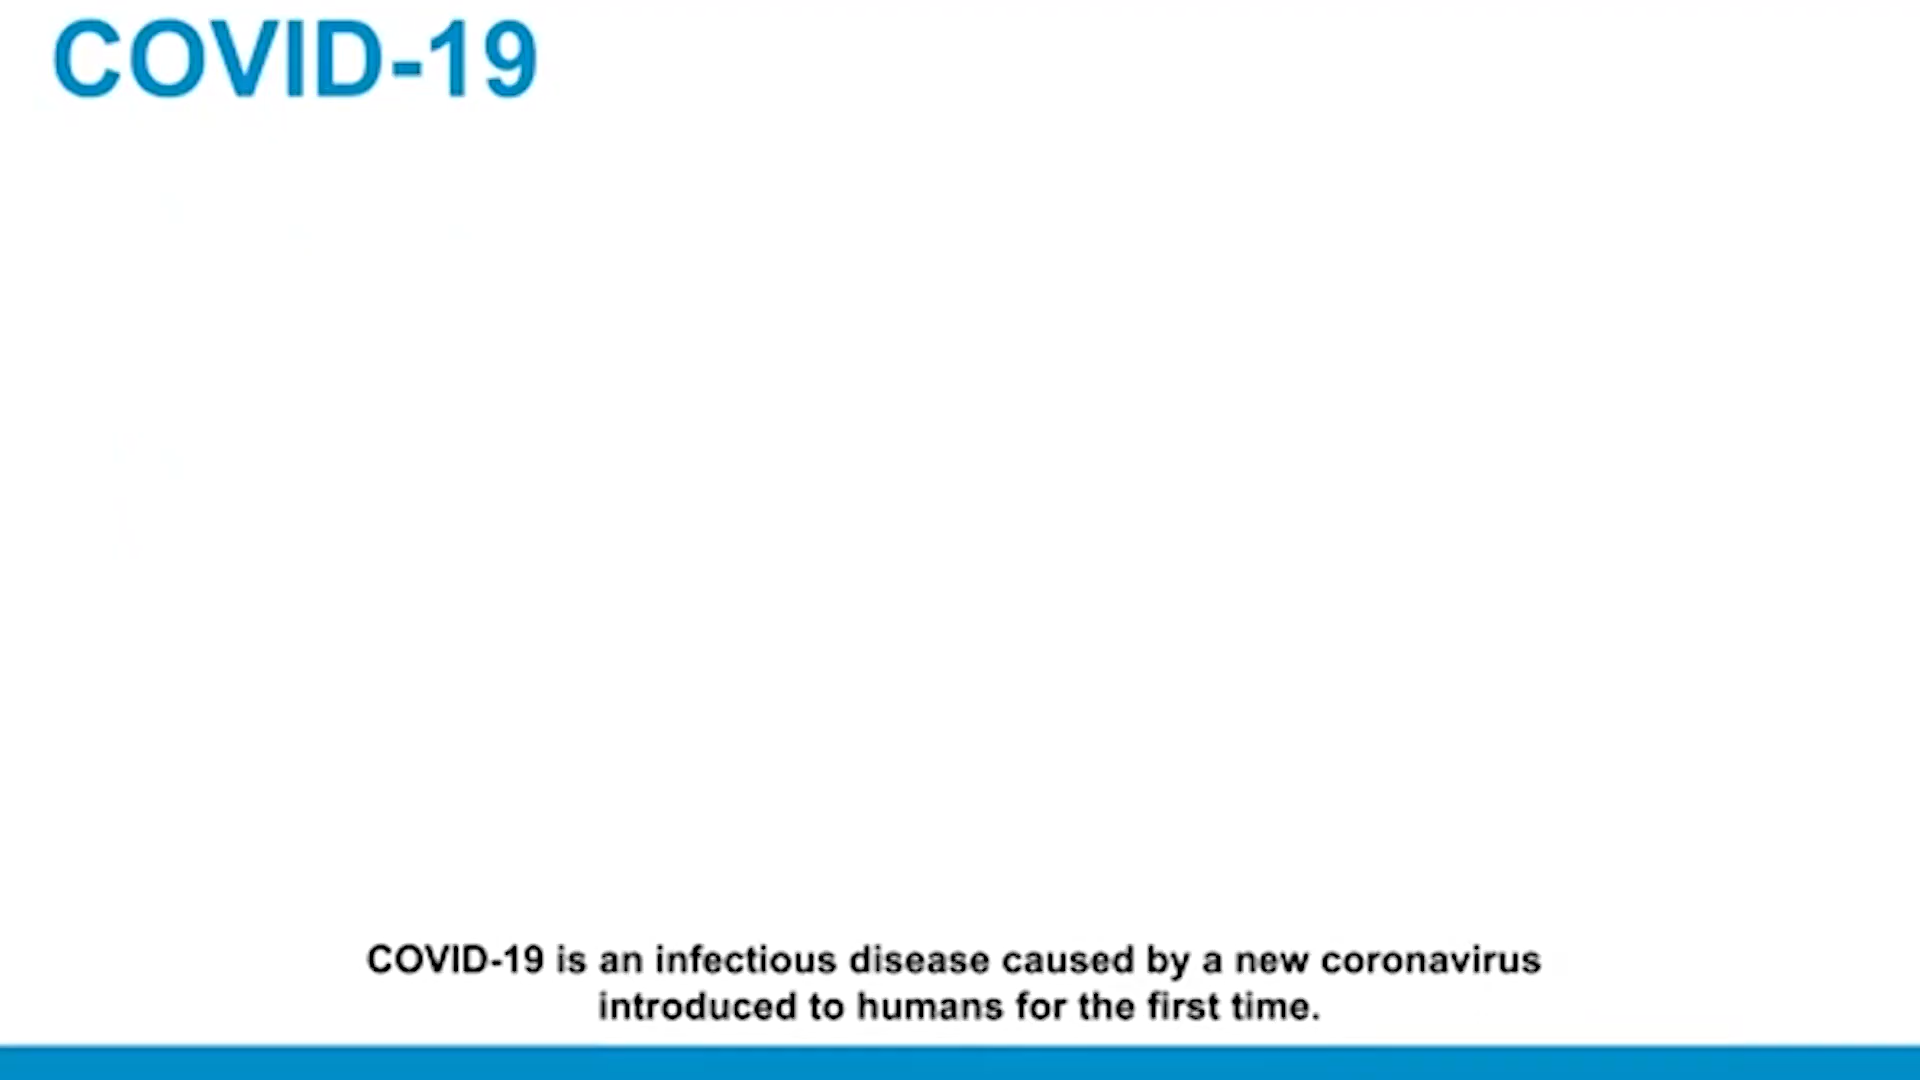 COVID-19
COVID-19 is an infectious disease caused by a new coronavirus
introduced to humans for the first time.